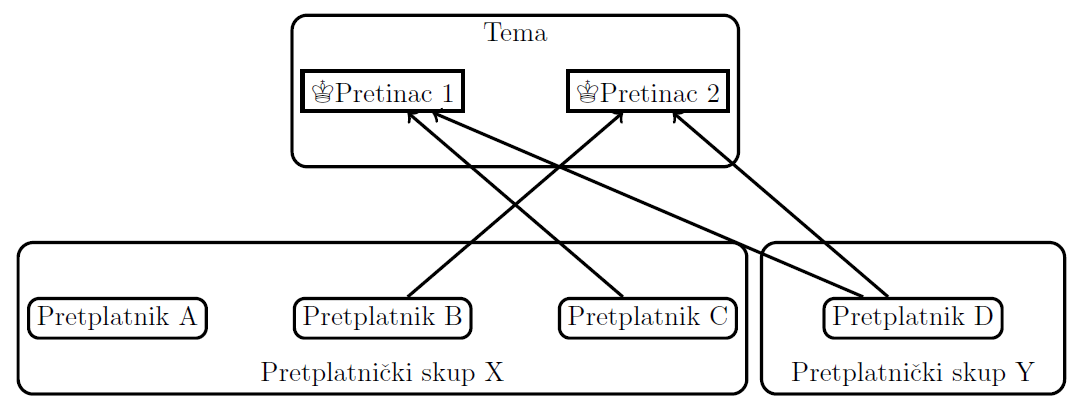 Tema
♔Pretinac 1
♔Pretinac 2
Pretplatnik A
Pretplatnik B
Pretplatnik C
Pretplatnik D
Pretplatnički skup X
Pretplatnički skup Y